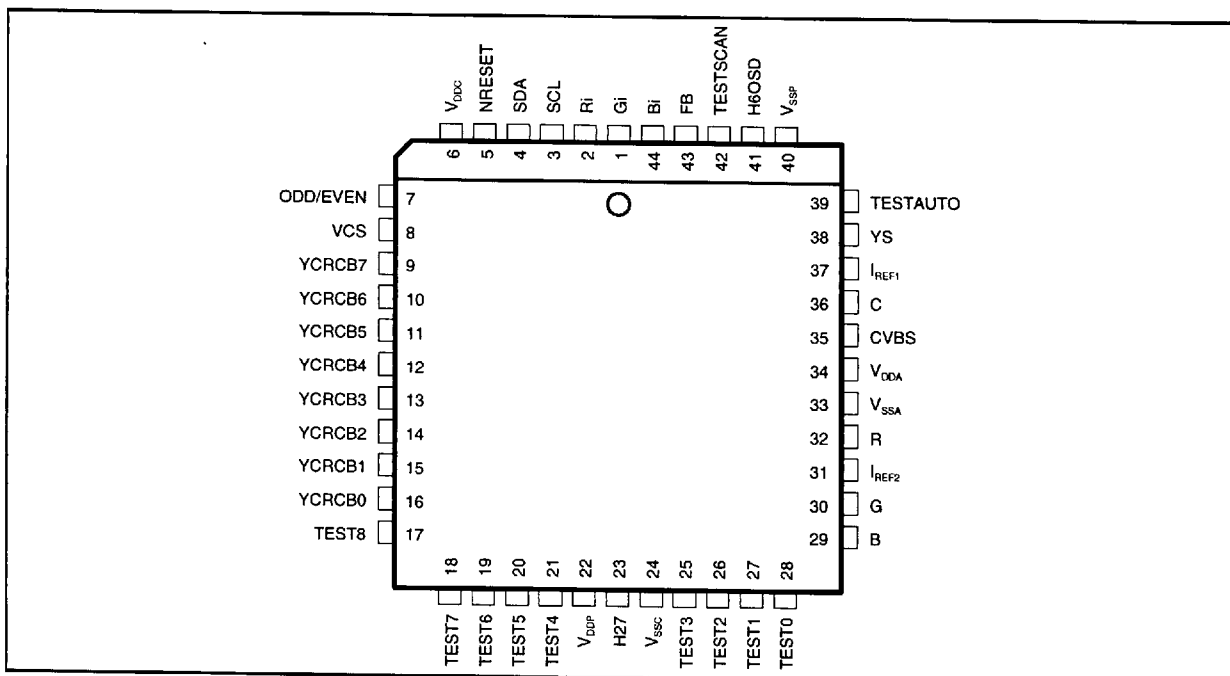 VDDC NRESET SDA SCL Ri Gi Bi FB TESTSCAN H6OSD VSSP
6 5 4 3 2 1 44 43 42 41 40
ODD/EVEN 7 39 TESTAUTO
VCS 8 38 YS
YCRCB7 9 37 IREF1
YCRCB6 10 36 C
YCRCB5 11 35 CVBS
YCRCB4 12 34 VDDA
YCRCB3 13 33 VSSA
YCRCB2 14 32 R
YCRCB1 15 31 IREF2
YCRCB0 16 30 G
TEST8 17 29 B
18 19 20 21 22 23 24 25 26 27 28
TEST7 TEST6 TEST5 TEST4 VDDP H27 VSSC TEST3 TEST2 TEST1 TEST0